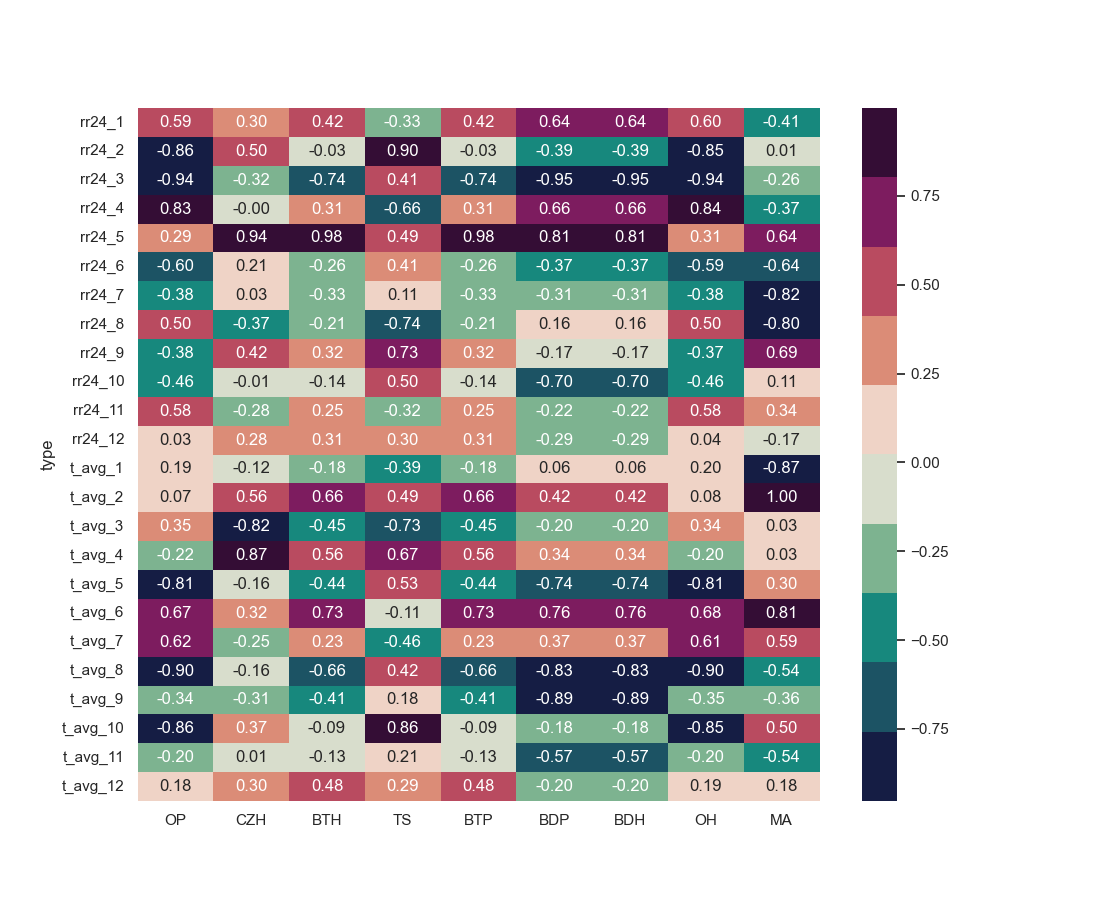 rr24_1 0.59 0.30 0.42 -0.33 0.42 0.64 0.64 0.60 -0.41
rr24_2 -0.86 0.50 -0.03 0.90 -0.03 -0.39 -0.39 -0.85 0.01
rr24_3 -0.94 -0.32 -0.74 0.41 -0.74 -0.95 -0.95 -0.94 -0.26
0.75
rr24_4 0.83 -0.00 0.31 -0.66 0.31 0.66 0.66 0.84 -0.37
rr24_5 0.29 0.94 0.98 0.49 0.98 0.81 0.81 0.31 0.64
rr24_6 -0.60 0.21 -0.26 0.41 -0.26 -0.37 -0.37 -0.59 -0.64
0.50
rr24_7 -0.38 0.03 -0.33 0.11 -0.33 -0.31 -0.31 -0.38 -0.82
rr24_8 0.50 -0.37 -0.21 -0.74 -0.21 0.16 0.16 0.50 -0.80
rr24_9 -0.38 0.42 0.32 0.73 0.32 -0.17 -0.17 -0.37 0.69
0.25
rr24_10 -0.46 -0.01 -0.14 0.50 -0.14 -0.70 -0.70 -0.46 0.11
rr24_11 0.58 -0.28 0.25 -0.32 0.25 -0.22 -0.22 0.58 0.34
rr24_12 0.03 0.28 0.31 0.30 0.31 -0.29 -0.29 0.04 -0.17
type
0.00
t_avg_1 0.19 -0.12 -0.18 -0.39 -0.18 0.06 0.06 0.20 -0.87
t_avg_2 0.07 0.56 0.66 0.49 0.66 0.42 0.42 0.08 1.00
t_avg_3 0.35 -0.82 -0.45 -0.73 -0.45 -0.20 -0.20 0.34 0.03
−0.25
t_avg_4 -0.22 0.87 0.56 0.67 0.56 0.34 0.34 -0.20 0.03
t_avg_5 -0.81 -0.16 -0.44 0.53 -0.44 -0.74 -0.74 -0.81 0.30
t_avg_6 0.67 0.32 0.73 -0.11 0.73 0.76 0.76 0.68 0.81
t_avg_7 0.62 -0.25 0.23 -0.46 0.23 0.37 0.37 0.61 0.59
−0.50
t_avg_8 -0.90 -0.16 -0.66 0.42 -0.66 -0.83 -0.83 -0.90 -0.54
t_avg_9 -0.34 -0.31 -0.41 0.18 -0.41 -0.89 -0.89 -0.35 -0.36
t_avg_10 -0.86 0.37 -0.09 0.86 -0.09 -0.18 -0.18 -0.85 0.50
−0.75
t_avg_11 -0.20 0.01 -0.13 0.21 -0.13 -0.57 -0.57 -0.20 -0.54
t_avg_12 0.18 0.30 0.48 0.29 0.48 -0.20 -0.20 0.19 0.18
OP CZH BTH TS BTP BDP BDH OH MA